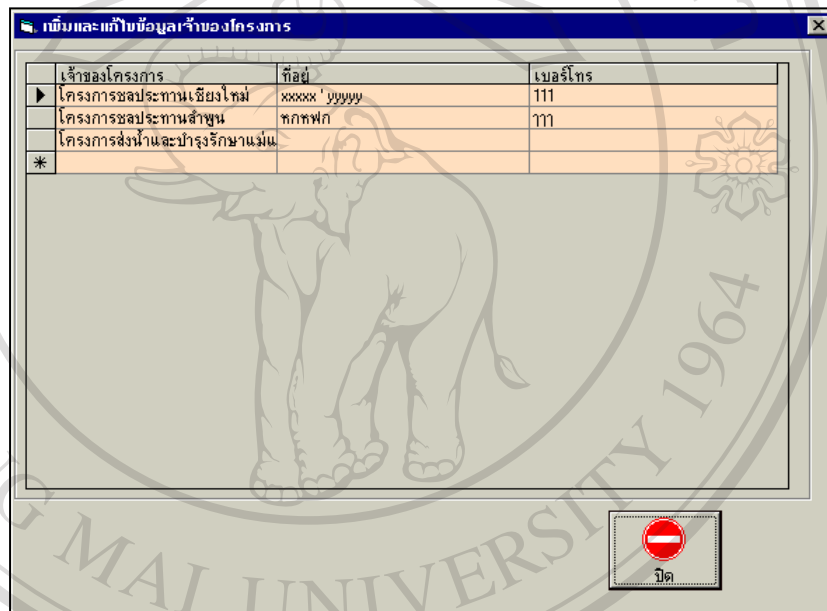 เพิ่มและแก้ไขข้อมูลเจ้าของโครงการ
เจ้าของโครงการ ที่อยู่ เบอร์โทร
โครงการชลประทานเชียงใหม่ xxxxx ' yyyyy 111
โครงการชลประทานลำพูน หกหฟก ๅๅๅ
โครงการส่งน้ำและบำรุงรักษาแม่แ
ปิด
MAI UNIVERSITY 1964